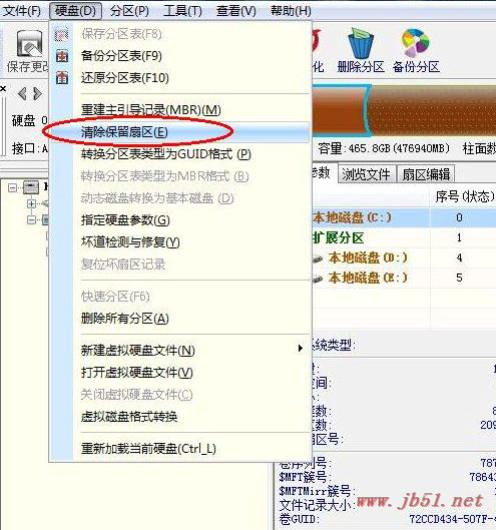 文件(F) 硬盘(D) 分区(P) 工具(T) 查看(V) 帮助(H)
保存更改 删除分区 备份分区
硬盘 0
接口:A
保存分区表(F8)
备份分区表(F9)
还原分区表(F10)
重建主引导记录(MBR)(M)
清除保留扇区(E)
转换分区表类型为GUID格式 (P)
转换分区表类型为MBR格式 (B)
动态磁盘转换为基本磁盘 (D)
指定硬盘参数(G)
坏道检测与修复(Y)
复位坏扇区记录
快速分区(F6)
删除所有分区(A)
新建虚拟硬盘文件(N)
打开虚拟硬盘文件(V)
关闭虚拟硬盘文件(C)
虚拟磁盘格式转换
重新加载当前硬盘(Ctrl_L)
容量:465.8GB(476940MB) 柱面数
参数 浏览文件 扇区编辑
序号(状态)
本地磁盘(C:) 0
扩展分区 1
本地磁盘(D:) 4
本地磁盘(E:) 5
系统类型:
卷序列号: 787
$MFT簇号: 7864
$MFTMirr簇号:
文件记录大小:
卷GUID: 72CCD434-507F-4
www.jb51.net